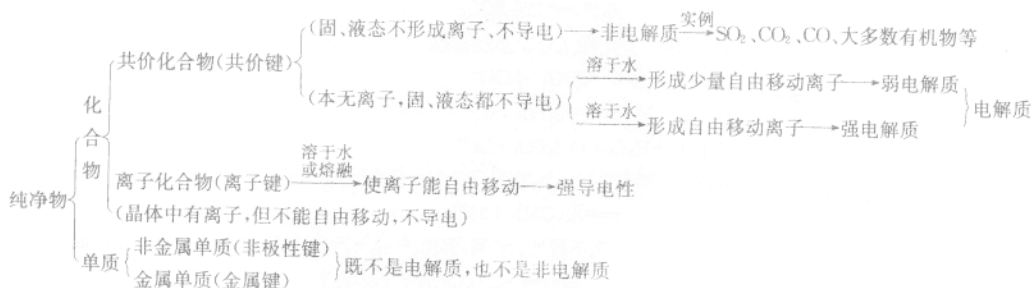 (固、液态不形成离子、不导电)→非电解质 实例→ SO₂、CO₂、CO、大多数有机物等
共价化合物(共价键)
(本无离子,固、液态都不导电)
溶于水→形成少量自由移动离子→弱电解质
溶于水→形成自由移动离子→强电解质
电解质
化合物
离子化合物(离子键) 溶于水或熔融→ 使离子能自由移动→强导电性
(晶体中有离子,但不能自由移动,不导电)
纯净物
单质
非金属单质(非极性键)
金属单质(金属键)
既不是电解质,也不是非电解质